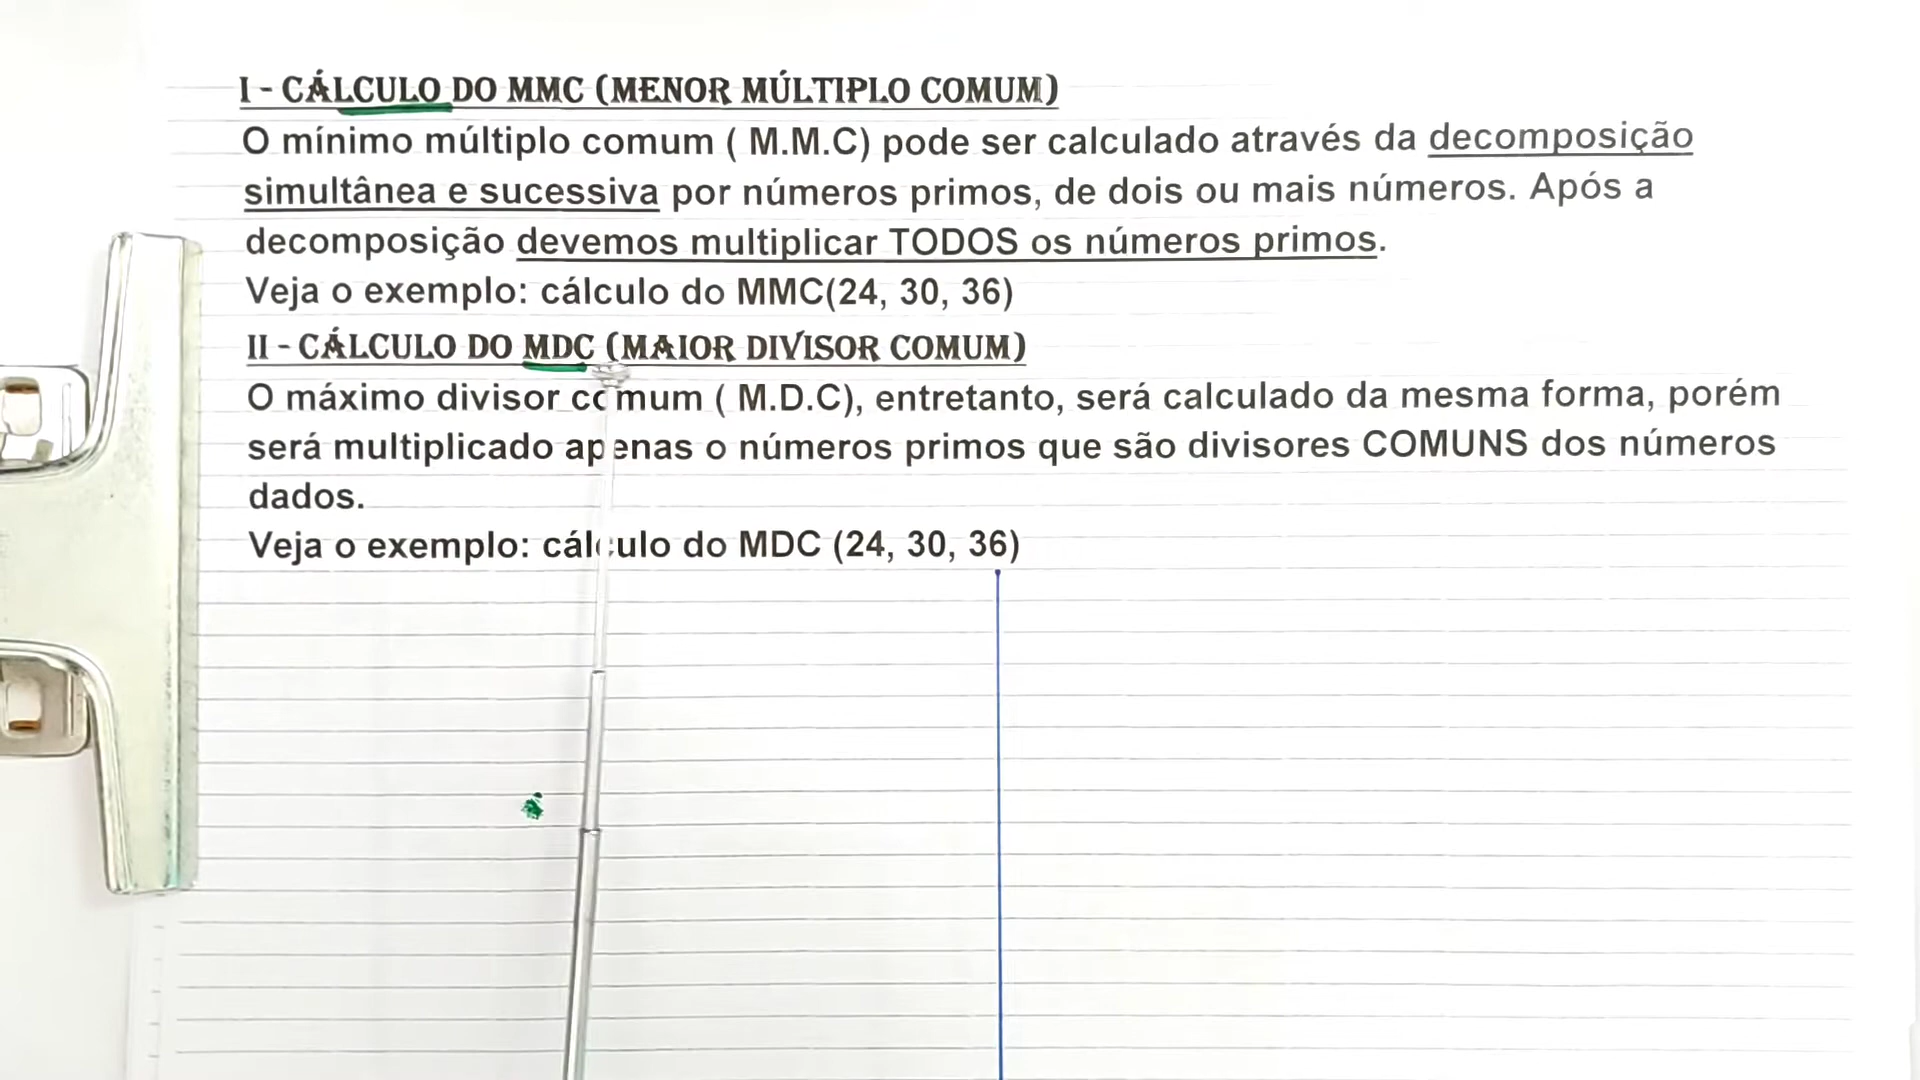 I - CÁLCULO DO MMC (MENOR MÚLTIPLO COMUM)
O mínimo múltiplo comum ( M.M.C) pode ser calculado através da decomposição
simultânea e sucessiva por números primos, de dois ou mais números. Após a
decomposição devemos multiplicar TODOS os números primos.
Veja o exemplo: cálculo do MMC(24, 30, 36)
II - CÁLCULO DO MDC (MAIOR DIVISOR COMUM)
O máximo divisor comum ( M.D.C), entretanto, será calculado da mesma forma, porém
será multiplicado apenas o números primos que são divisores COMUNS dos números
dados.
Veja o exemplo: cálculo do MDC (24, 30, 36)